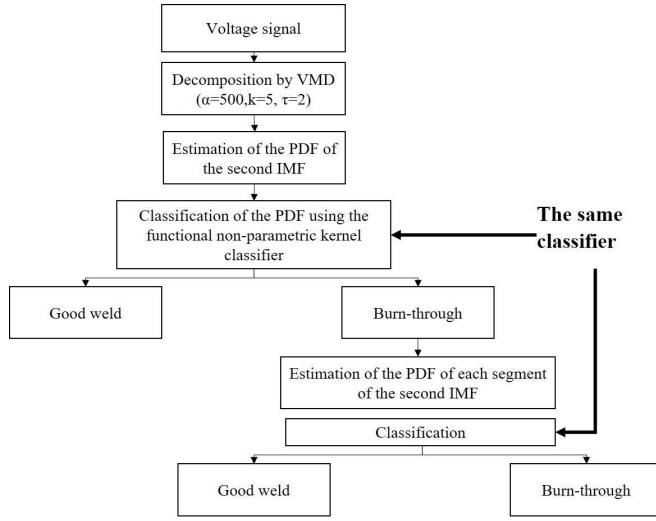 Voltage signal
Decomposition by VMD
(α=500,k=5, τ=2)
Estimation of the PDF of
the second IMF
Classification of the PDF using the
functional non-parametric kernel
classifier
The same
classifier
Good weld
Burn-through
Estimation of the PDF of each segment
of the second IMF
Classification
Good weld
Burn-through